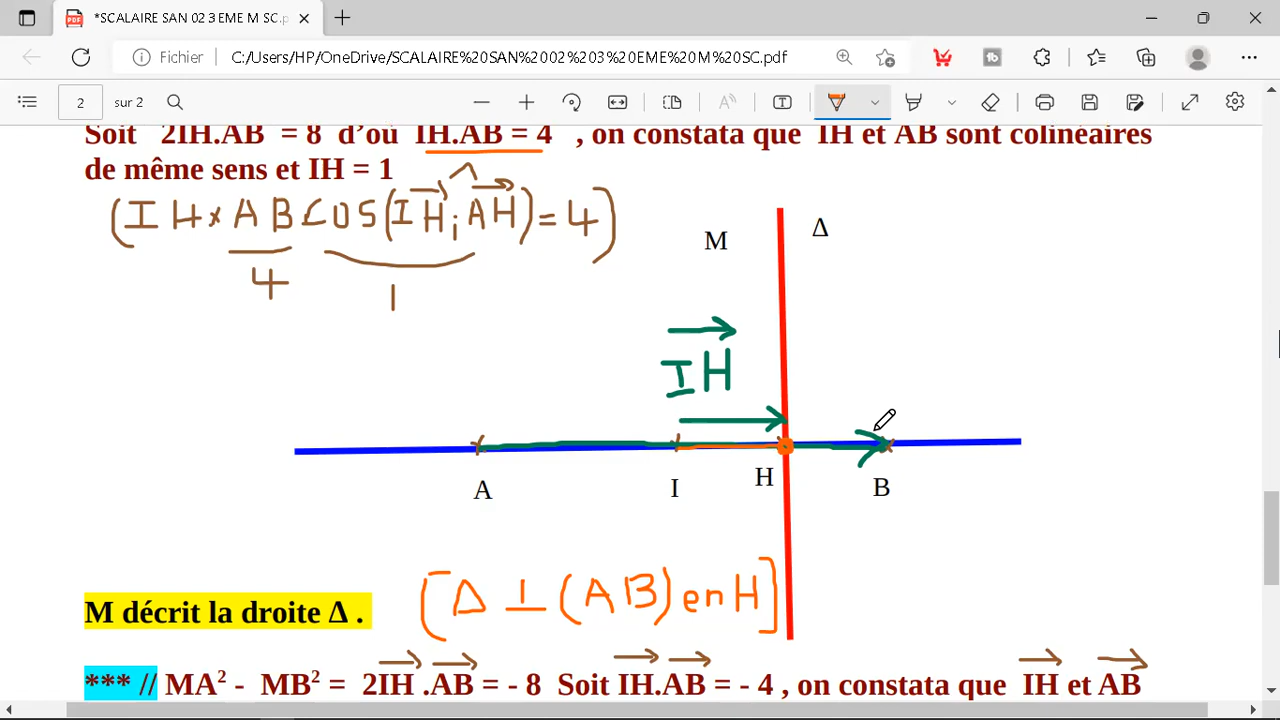 *SCALAIRE SAN 02 3 EME M SC.p
Fichier
C:/Users/HP/OneDrive/SCALAIRE%20SAN%2002%203%20EME%20M%20SC.pdf
2 sur 2
Soit 2IH.AB = 8 d'où IH.AB = 4 , on constata que IH et AB sont colinéaires
de même sens et IH = 1
(IH×AB COS(IH;AH)=4)
4
1
M
Δ
IH
A
I
H
B
[Δ ⊥ (AB) en H]
M décrit la droite Δ .
*** // MA² - MB² = 2IH .AB = - 8 Soit IH.AB = - 4 , on constata que IH et AB